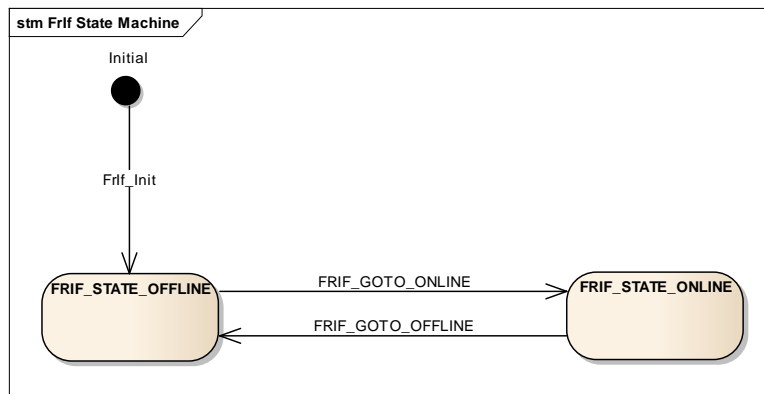 stm FrIf State Machine
Initial
FrIf_Init
FRIF_STATE_OFFLINE
FRIF_GOTO_ONLINE
FRIF_STATE_ONLINE
FRIF_GOTO_OFFLINE